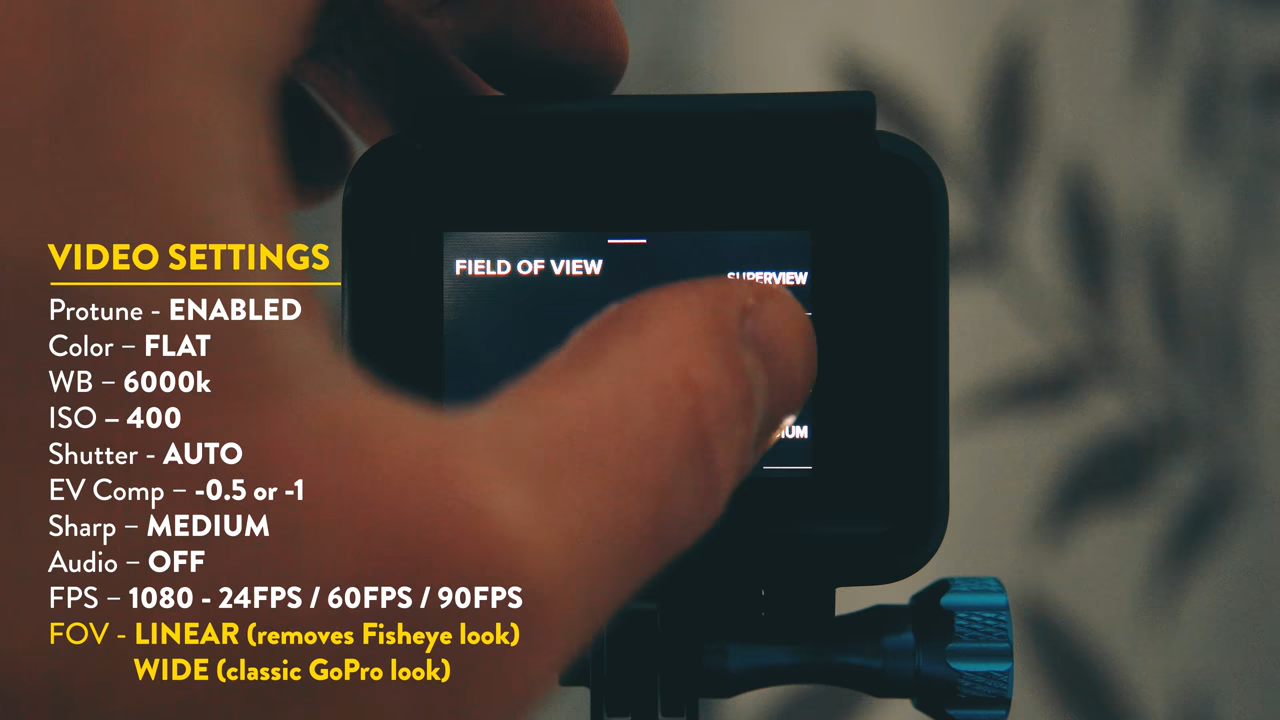 VIDEO SETTINGS
Protune - ENABLED
Color – FLAT
WB – 6000k
ISO – 400
Shutter - AUTO
EV Comp – -0.5 or -1
Sharp – MEDIUM
Audio – OFF
FPS – 1080 - 24FPS / 60FPS / 90FPS
FOV - LINEAR (removes Fisheye look)
WIDE (classic GoPro look)
FIELD OF VIEW
SUPERVIEW